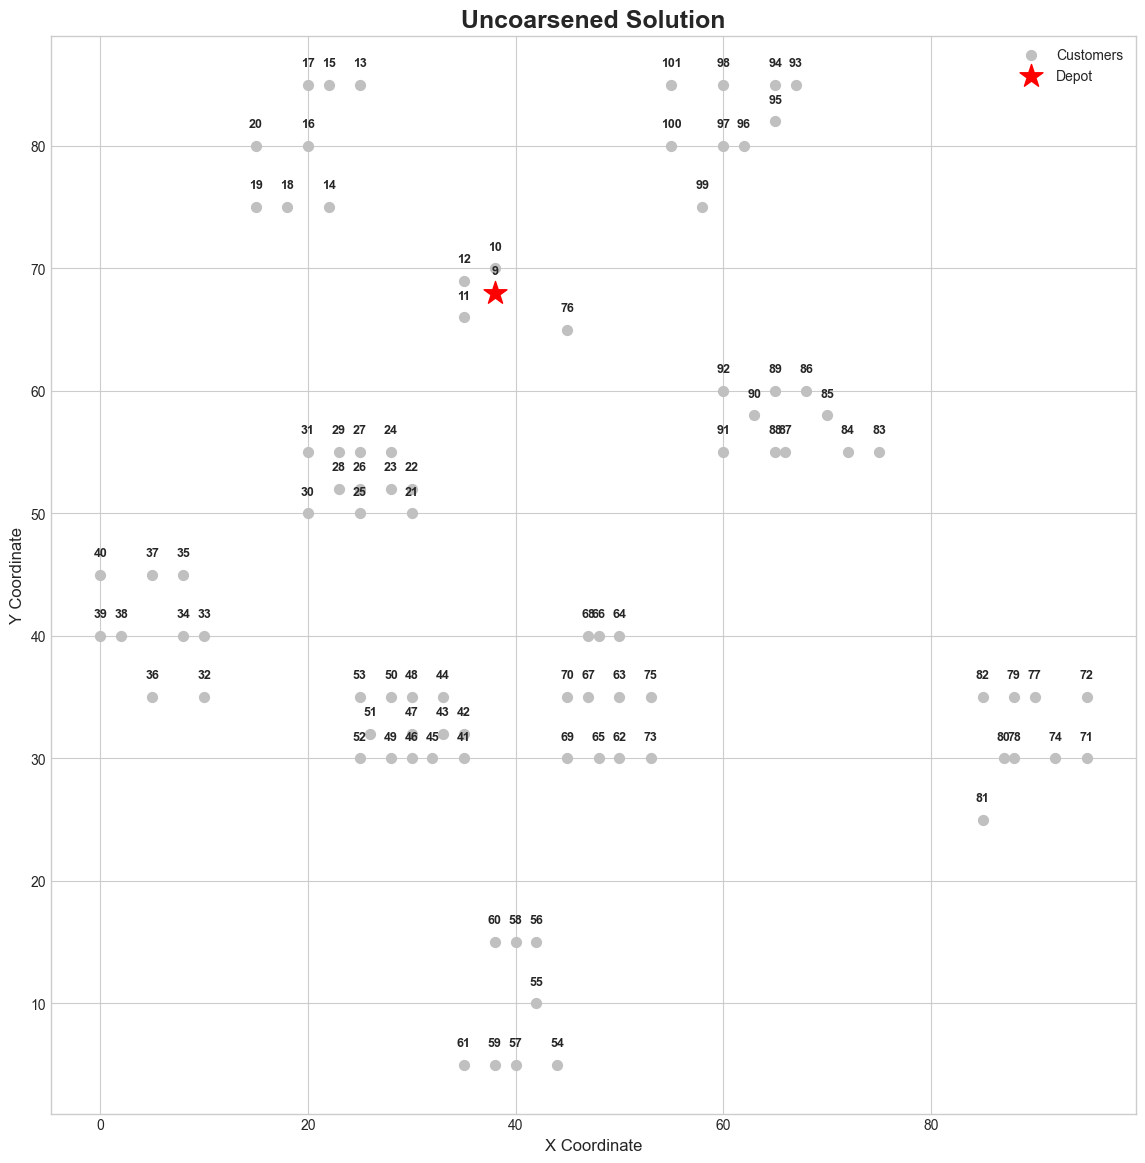 Uncoarsened Solution
17 15 13 101 98 94 93
Customers
Depot
95
20 16 100 97 96
80
19 18 14 99
10
12
9
70
11 76
92 89 86
90 85
60
31 29 27 24 91 88 87 84 83
28 26 23 22
30 25 21
50
40 37 35
39 38 34 33 68 66 64
40
36 32 53 50 48 44 70 67 63 75 82 79 77 72
51 47 43 42
52 49 46 45 41 69 65 62 73 80 78 74 71
30
81
20
60 58 56
55
10
61 59 57 54
0 20 40 60 80
X Coordinate
Y Coordinate